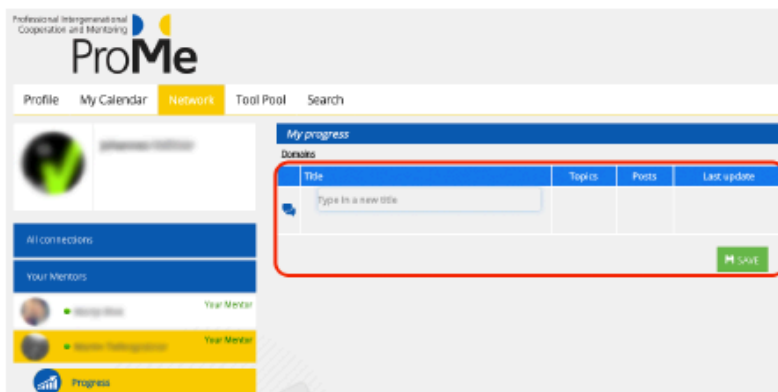 Professional Intergenerational
Cooperation and Mentoring
ProMe
Profile My Calendar Network Tool Pool Search
My progress
Domains
Title Topics Posts Last update
Type in a new title
SAVE
All connections
Your Mentors
Your Mentor
Your Mentor
Progress